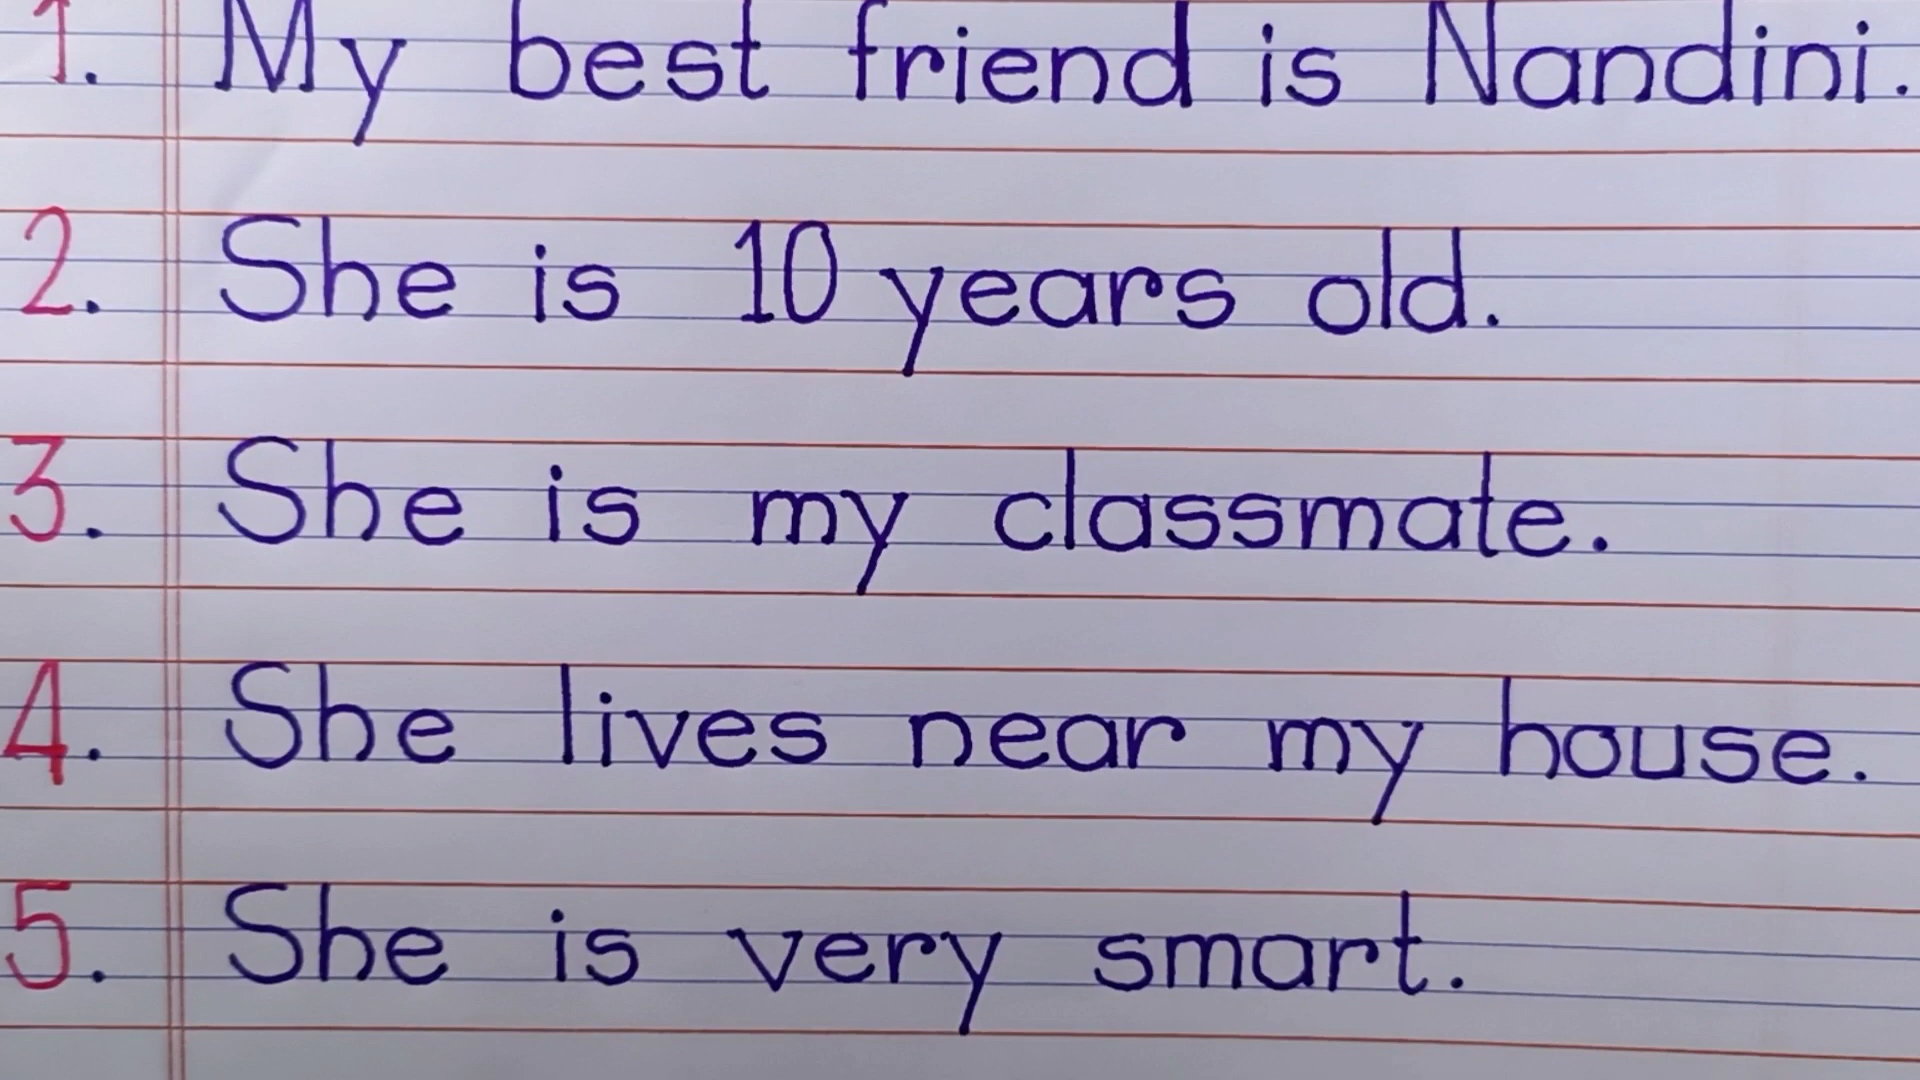 1. My best friend is Nandini.
2. She is 10 years old.
3. She is my classmate.
4. She lives near my house.
5. She is very smart.